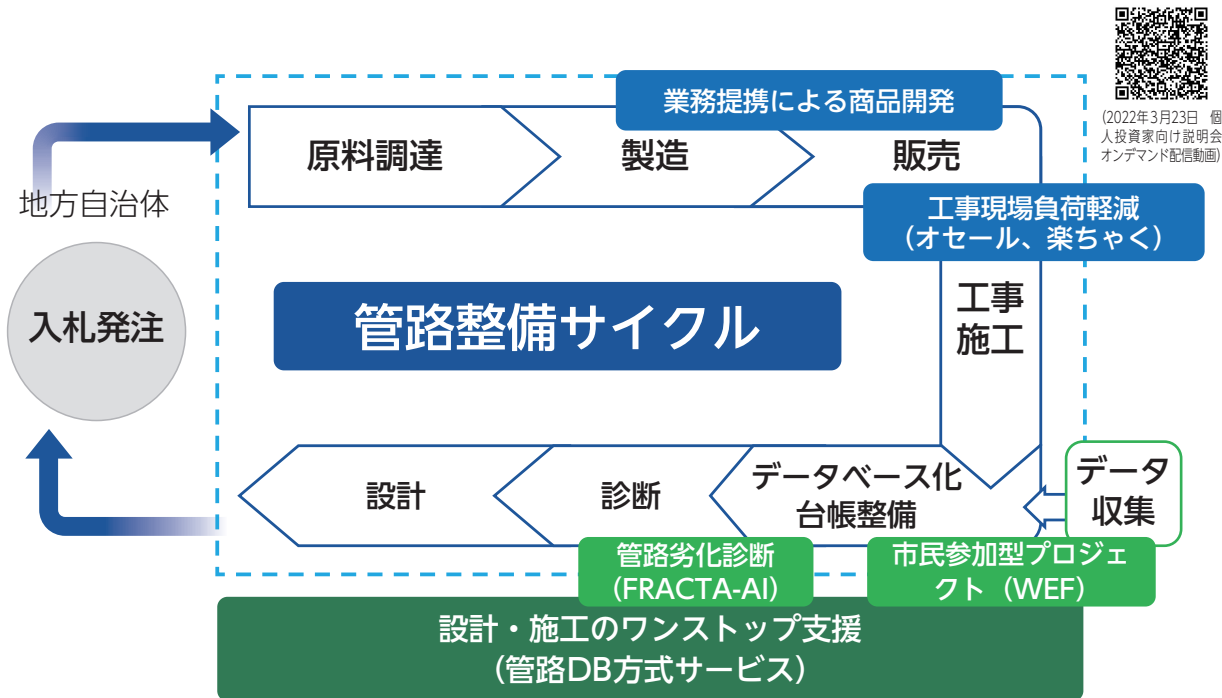 (2022年3月23日 個
人投資家向け説明会
オンデマンド配信動画)
業務提携による商品開発
原料調達
製造
販売
工事現場負荷軽減
(オセール、楽ちゃく)
地方自治体
入札発注
管路整備サイクル
工事
施工
設計
診断
データベース化
台帳整備
データ
収集
管路劣化診断
(FRACTA-AI)
市民参加型プロジェ
クト (WEF)
設計・施工のワンストップ支援
(管路DB方式サービス)